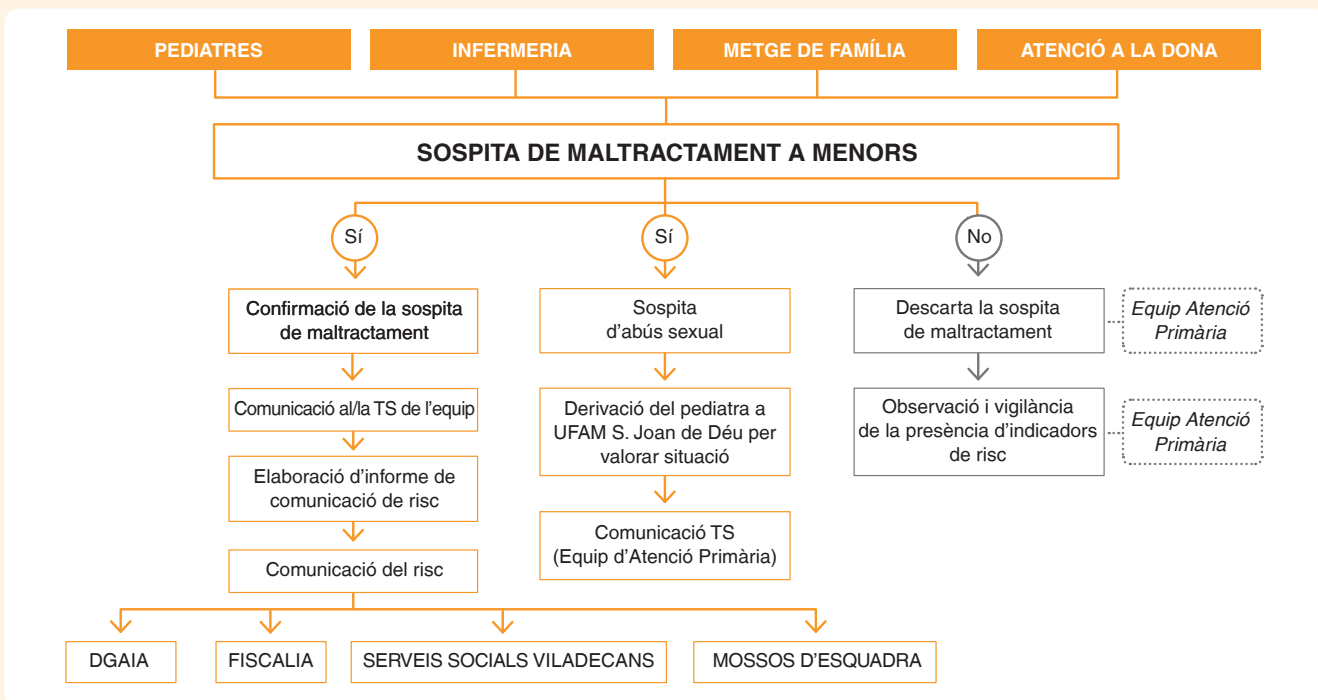 PEDIATRES
INFERMERIA
METGE DE FAMÍLIA
ATENCIÓ A LA DONA
SOSPITA DE MALTRACTAMENT A MENORS
Sí
Sí
No
Confirmació de la sospita
de maltractament
Sospita
d'abús sexual
Descarta la sospita
de maltractament
Equip Atenció
Primària
Comunicació al/la TS de l'equip
Derivació del pediatra a
UFAM S. Joan de Déu per
valorar situació
Observació i vigilància
de la presència d'indicadors
de risc
Equip Atenció
Primària
Elaboració d'informe de
comunicació de risc
Comunicació TS
(Equip d'Atenció Primària)
Comunicació del risc
DGAIA
FISCALIA
SERVEIS SOCIALS VILADECANS
MOSSOS D'ESQUADRA